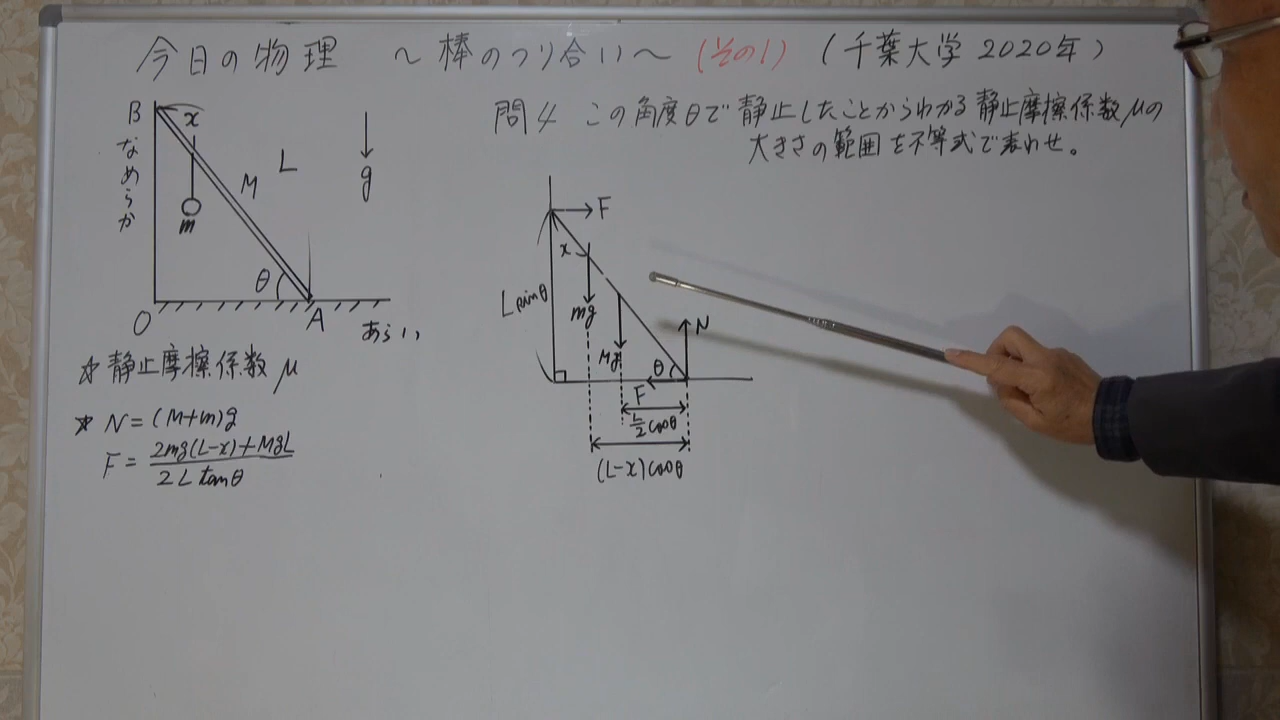 今日の物理 ～棒のつり合い～ (その1) (千葉大学 2020年)
B
x
なめらか
m
M
L
g
θ
O
A
あらい
☆ 静止摩擦係数 μ
☆ N = (M+m)g
F = 2mg(L-x)+MgL / 2L tanθ
問4 この角度θで静止したことからわかる静止摩擦係数μの
大きさの範囲を不等式で表わせ。
F
x
L sinθ
mg
Mg
N
θ
F
L/2 cosθ
(L-x)cosθ